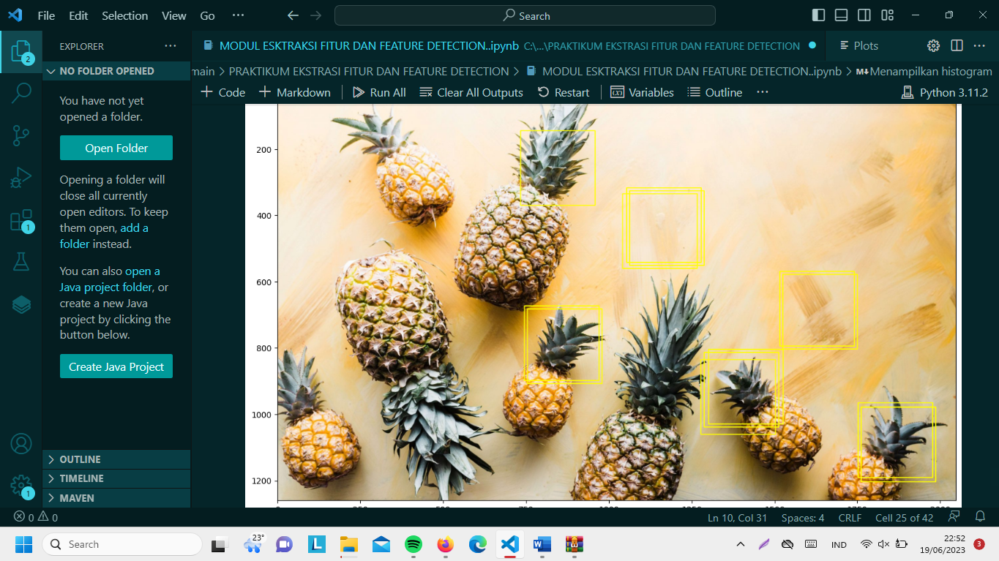 File Edit Selection View Go ···
Search
EXPLORER ···
MODUL ESKTRAKSI FITUR DAN FEATURE DETECTION..ipynb C:\...\PRAKTIKUM EKSTRASI FITUR DAN FEATURE DETECTION
Plots
···
2
NO FOLDER OPENED
main > PRAKTIKUM EKSTRASI FITUR DAN FEATURE DETECTION > MODUL ESKTRAKSI FITUR DAN FEATURE DETECTION..ipynb > M Menampilkan histogram
+ Code + Markdown Run All Clear All Outputs Restart (x) Variables Outline ··· Python 3.11.2
You have not yet
opened a folder.
Open Folder
Opening a folder will
close all currently
open editors. To keep
them open, add a
folder instead.
1
You can also open a
Java project folder, or
create a new Java
project by clicking the
button below.
Create Java Project
200
400
600
800
1000
1200
OUTLINE
TIMELINE
MAVEN
1
0 0
Ln 10, Col 31 Spaces: 4 CRLF Cell 25 of 42
Search
23°
L
W
IND
22:52
19/06/2023
3